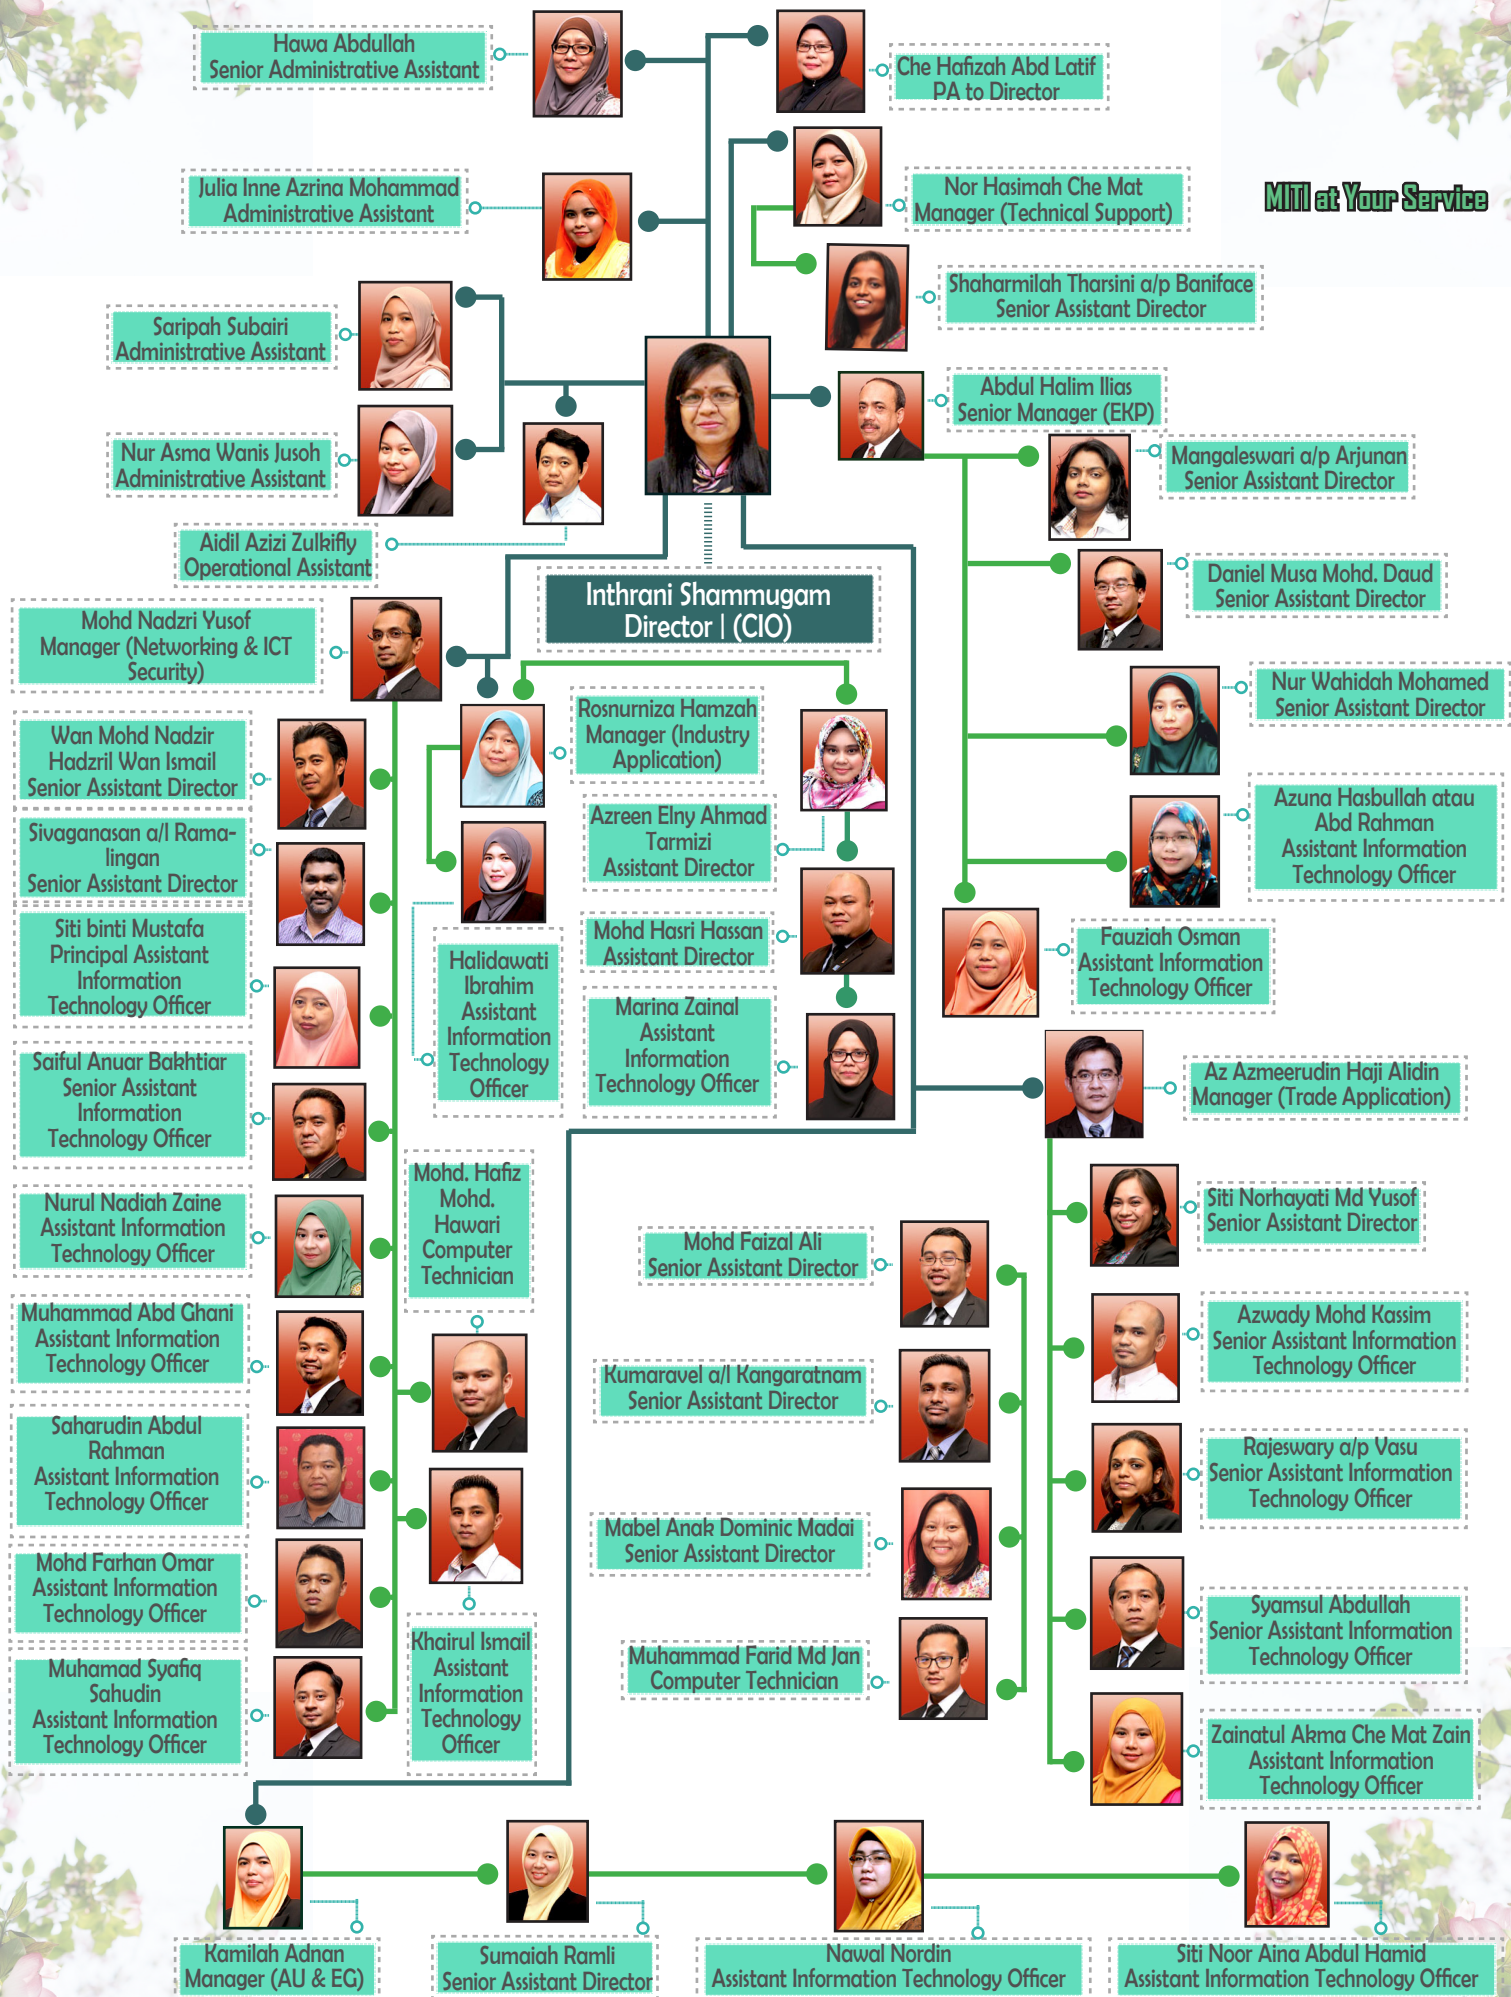 Hawa Abdullah
Senior Administrative Assistant
Che Hafizah Abd Latif
PA to Director
Julia Inne Azrina Mohammad
Administrative Assistant
Nor Hasimah Che Mat
Manager (Technical Support)
MITI at Your Service
Shaharmilah Tharsini a/p Baniface
Senior Assistant Director
Saripah Subairi
Administrative Assistant
Abdul Halim Ilias
Senior Manager (EKP)
Nur Asma Wanis Jusoh
Administrative Assistant
Mangaleswari a/p Arjunan
Senior Assistant Director
Aidil Azizi Zulkifly
Operational Assistant
Daniel Musa Mohd. Daud
Senior Assistant Director
Inthrani Shammugam
Director | (CIO)
Mohd Nadzri Yusof
Manager (Networking & ICT
Security)
Nur Wahidah Mohamed
Senior Assistant Director
Rosnurniza Hamzah
Manager (Industry
Application)
Wan Mohd Nadzir
Hadzril Wan Ismail
Senior Assistant Director
Azreen Elny Ahmad
Tarmizi
Assistant Director
Azuna Hasbullah atau
Abd Rahman
Assistant Information
Technology Officer
Sivaganasan a/l Rama-
lingan
Senior Assistant Director
Siti binti Mustafa
Principal Assistant
Information
Technology Officer
Halidawati
Ibrahim
Assistant
Information
Technology
Officer
Mohd Hasri Hassan
Assistant Director
Fauziah Osman
Assistant Information
Technology Officer
Marina Zainal
Assistant
Information
Technology Officer
Saiful Anuar Bakhtiar
Senior Assistant
Information
Technology Officer
Az Azmeerudin Haji Alidin
Manager (Trade Application)
Mohd. Hafiz
Mohd.
Hawari
Computer
Technician
Nurul Nadiah Zaine
Assistant Information
Technology Officer
Siti Norhayati Md Yusof
Senior Assistant Director
Mohd Faizal Ali
Senior Assistant Director
Muhammad Abd Ghani
Assistant Information
Technology Officer
Azwady Mohd Kassim
Senior Assistant Information
Technology Officer
Kumaravel a/l Kangaratnam
Senior Assistant Director
Saharudin Abdul
Rahman
Assistant Information
Technology Officer
Rajeswary a/p Vasu
Senior Assistant Information
Technology Officer
Mabel Anak Dominic Madai
Senior Assistant Director
Mohd Farhan Omar
Assistant Information
Technology Officer
Syamsul Abdullah
Senior Assistant Information
Technology Officer
Khairul Ismail
Assistant
Information
Technology
Officer
Muhammad Farid Md Jan
Computer Technician
Muhamad Syafiq
Sahudin
Assistant Information
Technology Officer
Zainatul Akma Che Mat Zain
Assistant Information
Technology Officer
Kamilah Adnan
Manager (AU & EG)
Sumaiah Ramli
Senior Assistant Director
Nawal Nordin
Assistant Information Technology Officer
Siti Noor Aina Abdul Hamid
Assistant Information Technology Officer